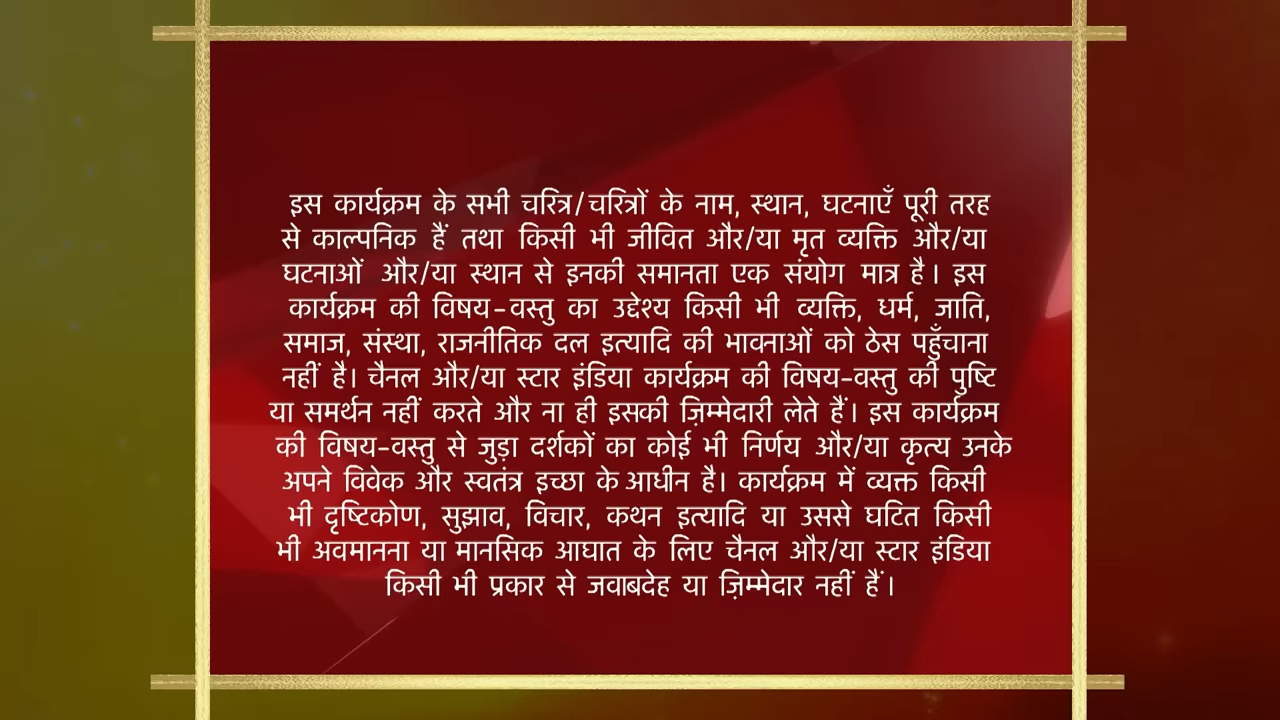 इस कार्यक्रम के सभी चरित्र/चरित्रों के नाम, स्थान, घटनाएँ पूरी तरह
से काल्पनिक हैं तथा किसी भी जीवित और/या मृत व्यक्ति और/या
घटनाओं और/या स्थान से इनकी समानता एक संयोग मात्र है। इस
कार्यक्रम की विषय-वस्तु का उद्देश्य किसी भी व्यक्ति, धर्म, जाति,
समाज, संस्था, राजनीतिक दल इत्यादि की भावनाओं को ठेस पहुँचाना
नहीं है। चैनल और/या स्टार इंडिया कार्यक्रम की विषय-वस्तु की पुष्टि
या समर्थन नहीं करते और ना ही इसकी ज़िम्मेदारी लेते हैं। इस कार्यक्रम
की विषय-वस्तु से जुड़ा दर्शकों का कोई भी निर्णय और/या कृत्य उनके
अपने विवेक और स्वतंत्र इच्छा के आधीन है। कार्यक्रम में व्यक्त किसी
भी दृष्टिकोण, सुझाव, विचार, कथन इत्यादि या उससे घटित किसी
भी अवमानना या मानसिक आघात के लिए चैनल और/या स्टार इंडिया
किसी भी प्रकार से जवाबदेह या ज़िम्मेदार नहीं हैं।